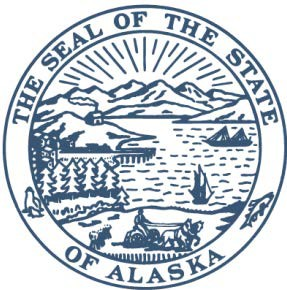 THE SEAL OF THE STATE
OF ALASKA